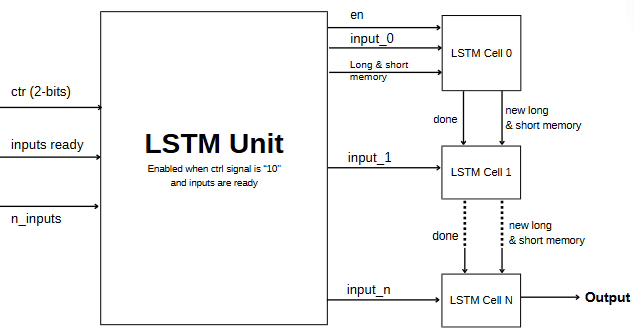 en
input_0
LSTM Cell 0
Long & short
memory
ctr (2-bits)
done
new long
& short memory
inputs ready
LSTM Unit
Enabled when ctrl signal is "10"
and inputs are ready
input_1
LSTM Cell 1
n_inputs
done
new long
& short memory
input_n
LSTM Cell N
Output